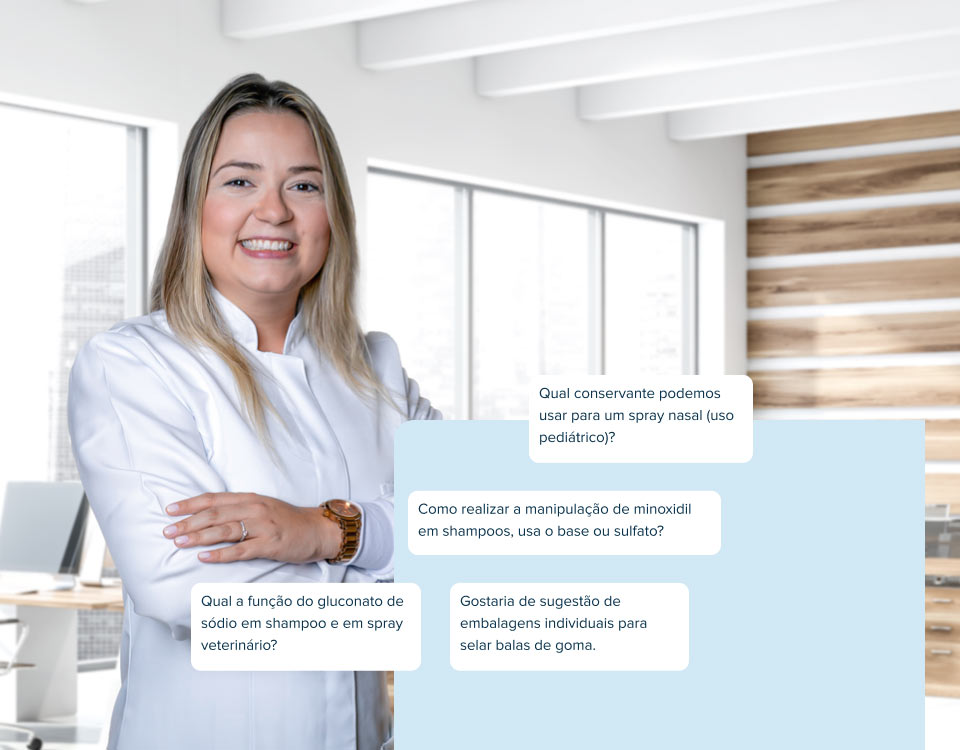 Qual conservante podemos
usar para um spray nasal (uso
pediátrico)?
Como realizar a manipulação de minoxidil
em shampoos, usa o base ou sulfato?
Qual a função do gluconato de
sódio em shampoo e em spray
veterinário?
Gostaria de sugestão de
embalagens individuais para
selar balas de goma.